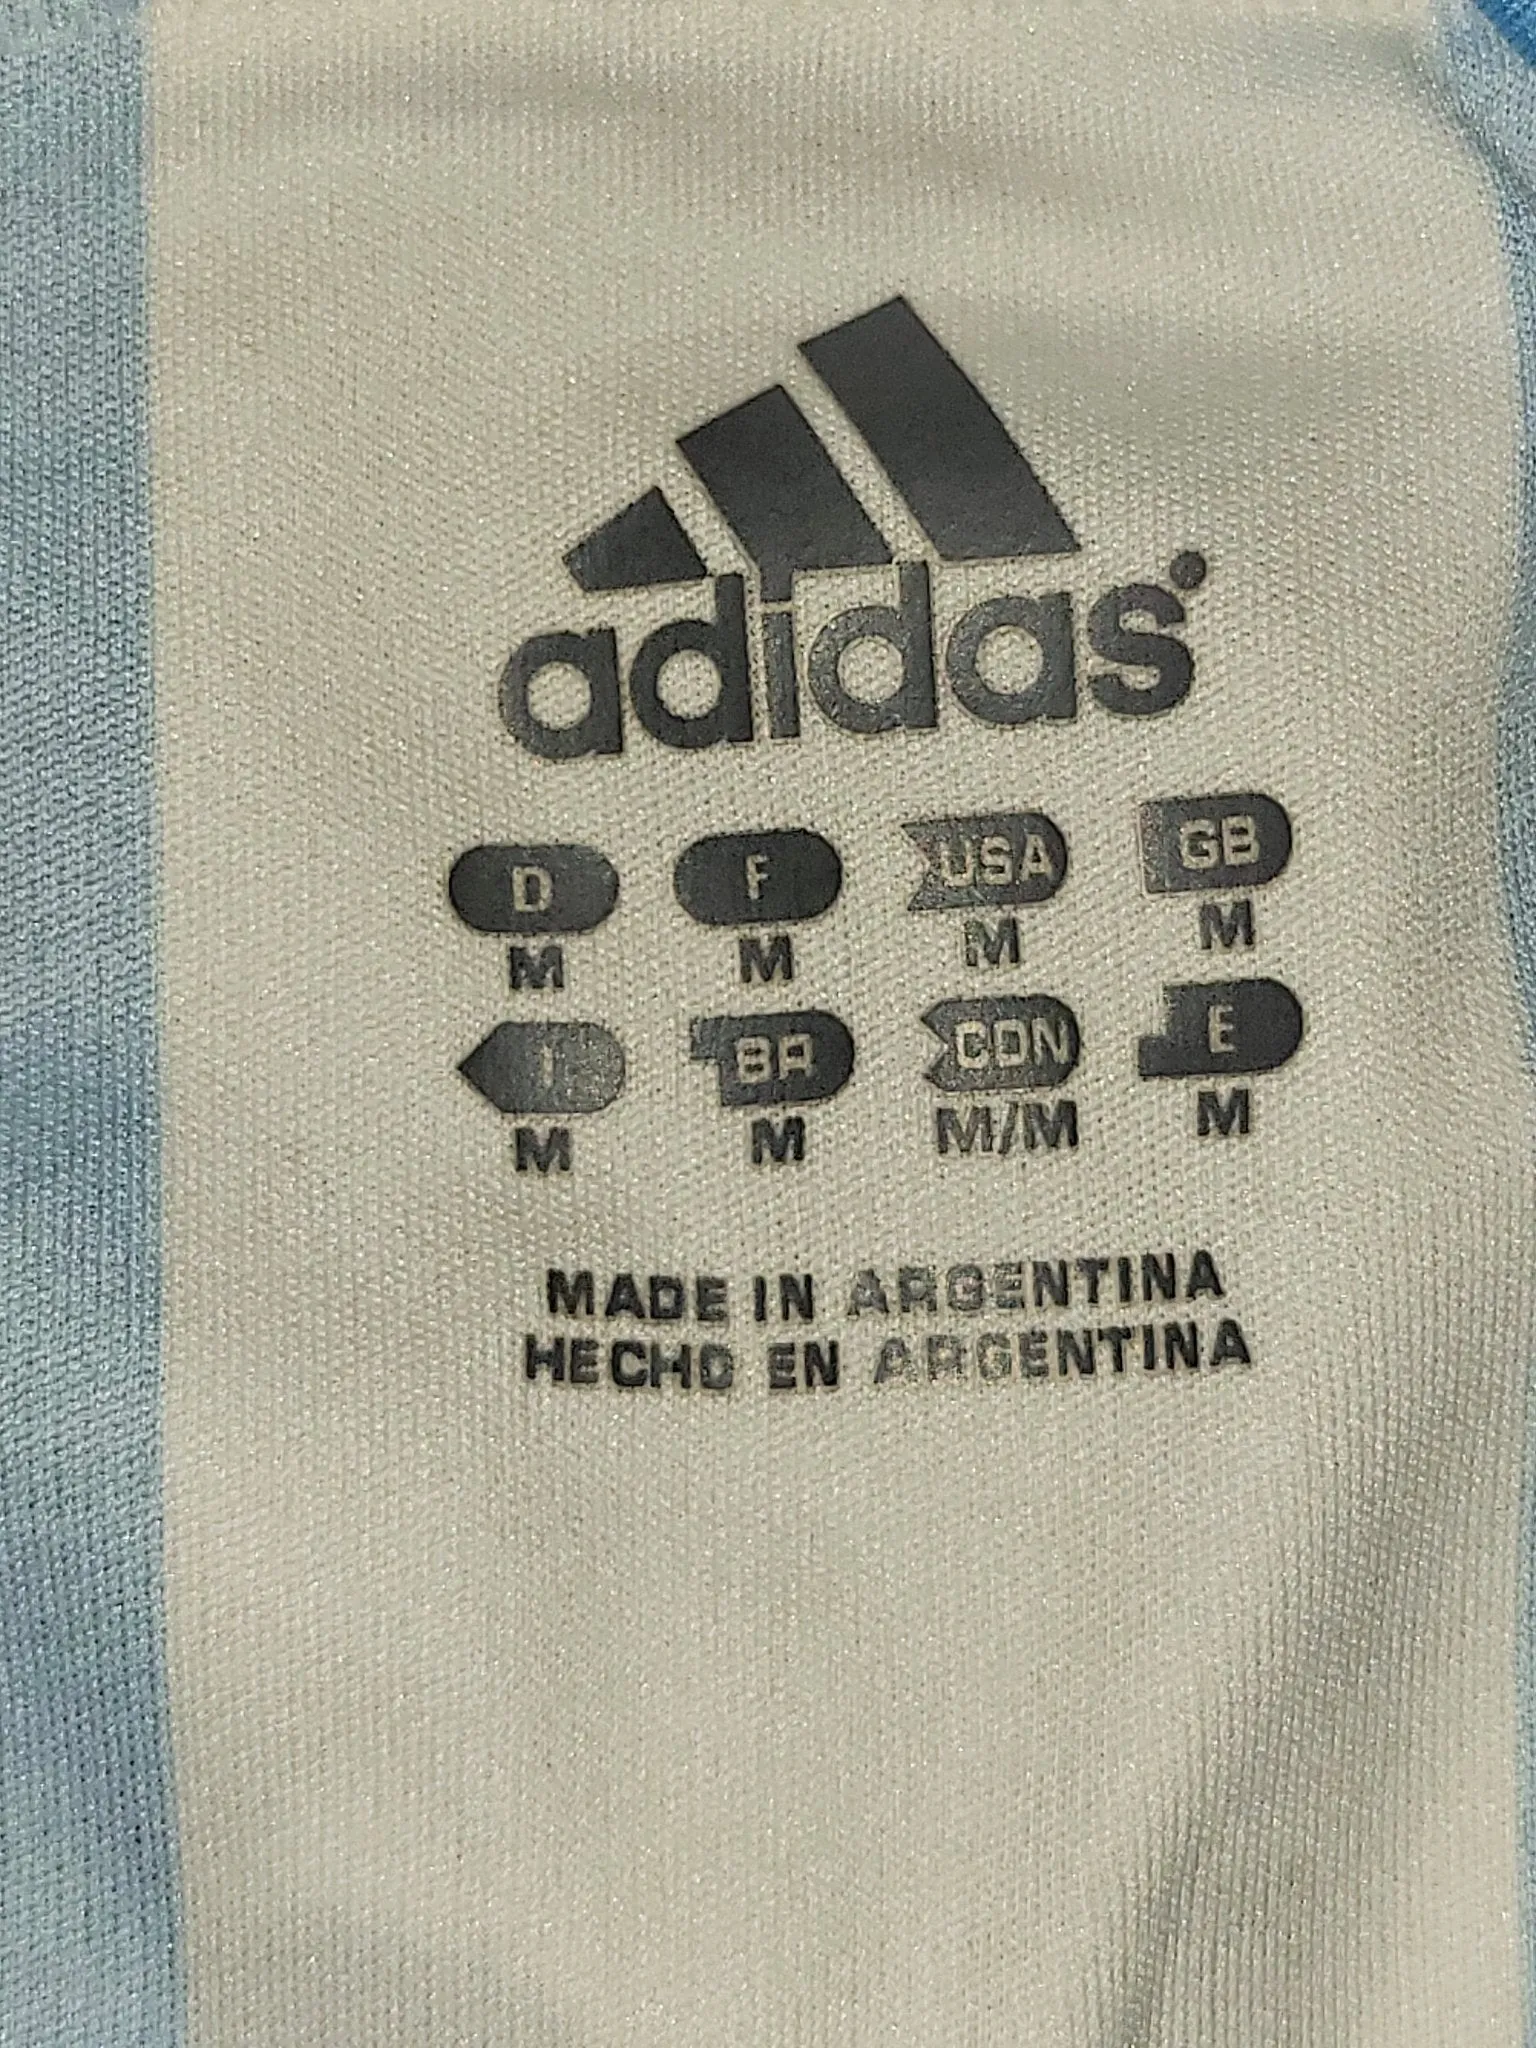 adidas
D F USA GB
M M M M
I BR CDN E
M M M/M M
MADE IN ARGENTINA
HECHO EN ARGENTINA